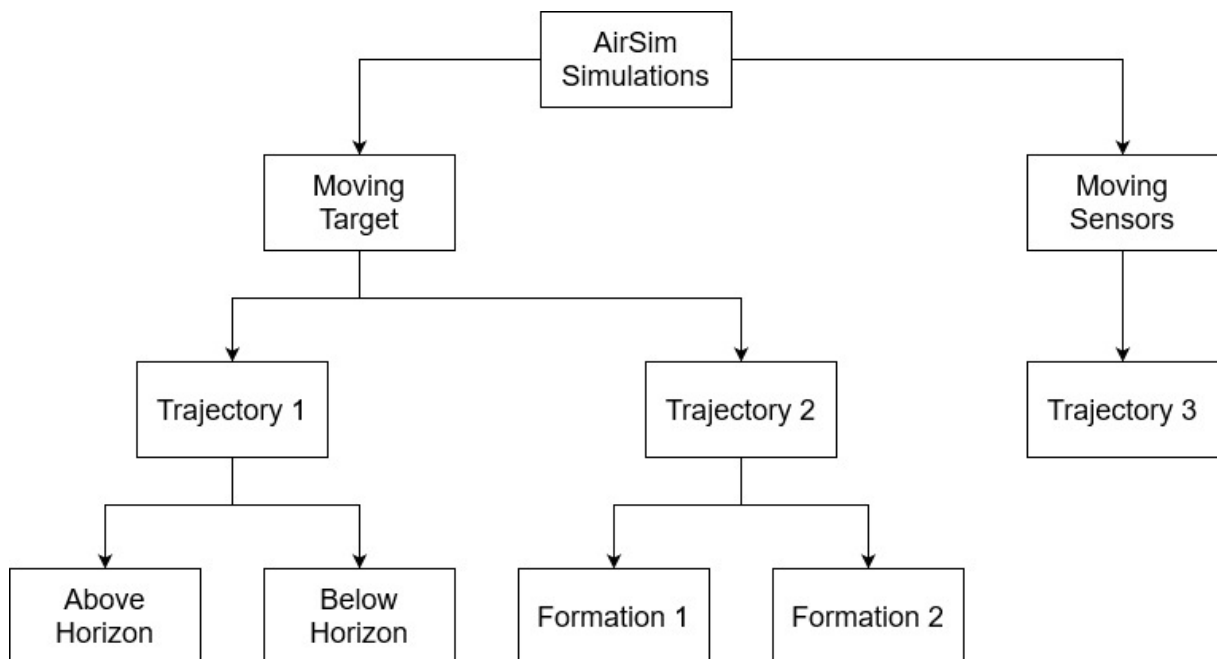 AirSim
Simulations
Moving
Target
Moving
Sensors
Trajectory 1
Trajectory 2
Trajectory 3
Above
Horizon
Below
Horizon
Formation 1
Formation 2